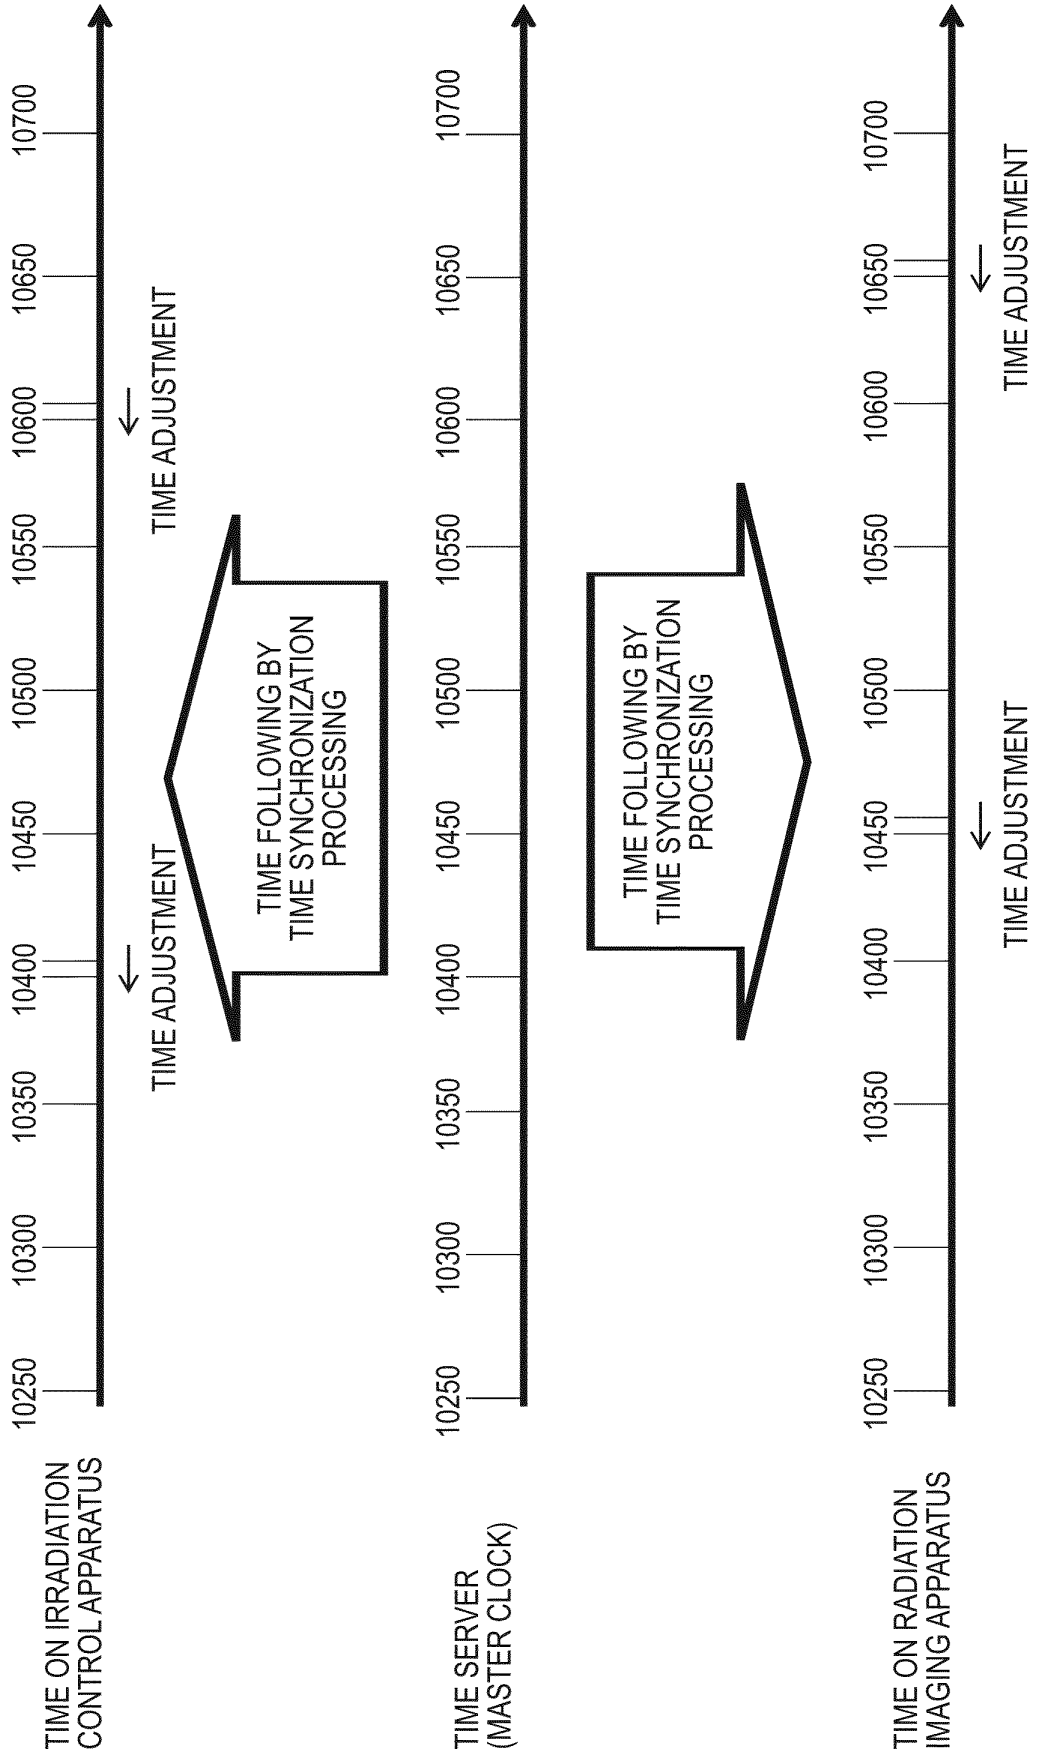 TIME ON IRRADIATION
CONTROL APPARATUS
10250
10300
10350
10400
10450
10500
10550
10600
10650
10700
TIME ADJUSTMENT
TIME ADJUSTMENT
TIME FOLLOWING BY
TIME SYNCHRONIZATION
PROCESSING
TIME SERVER
(MASTER CLOCK)
10250
10300
10350
10400
10450
10500
10550
10600
10650
10700
TIME FOLLOWING BY
TIME SYNCHRONIZATION
PROCESSING
TIME ON RADIATION
IMAGING APPARATUS
10250
10300
10350
10400
10450
10500
10550
10600
10650
10700
TIME ADJUSTMENT
TIME ADJUSTMENT